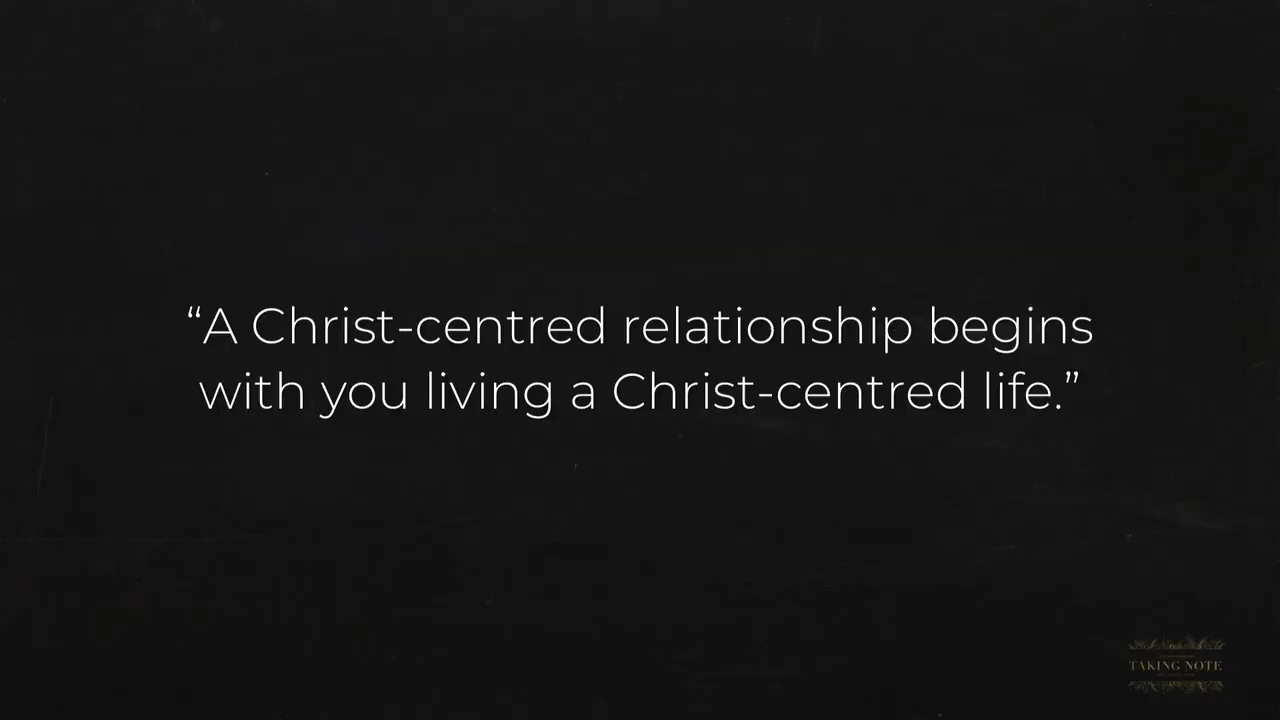 “A Christ-centred relationship begins
with you living a Christ-centred life.”
TAKING NOTE